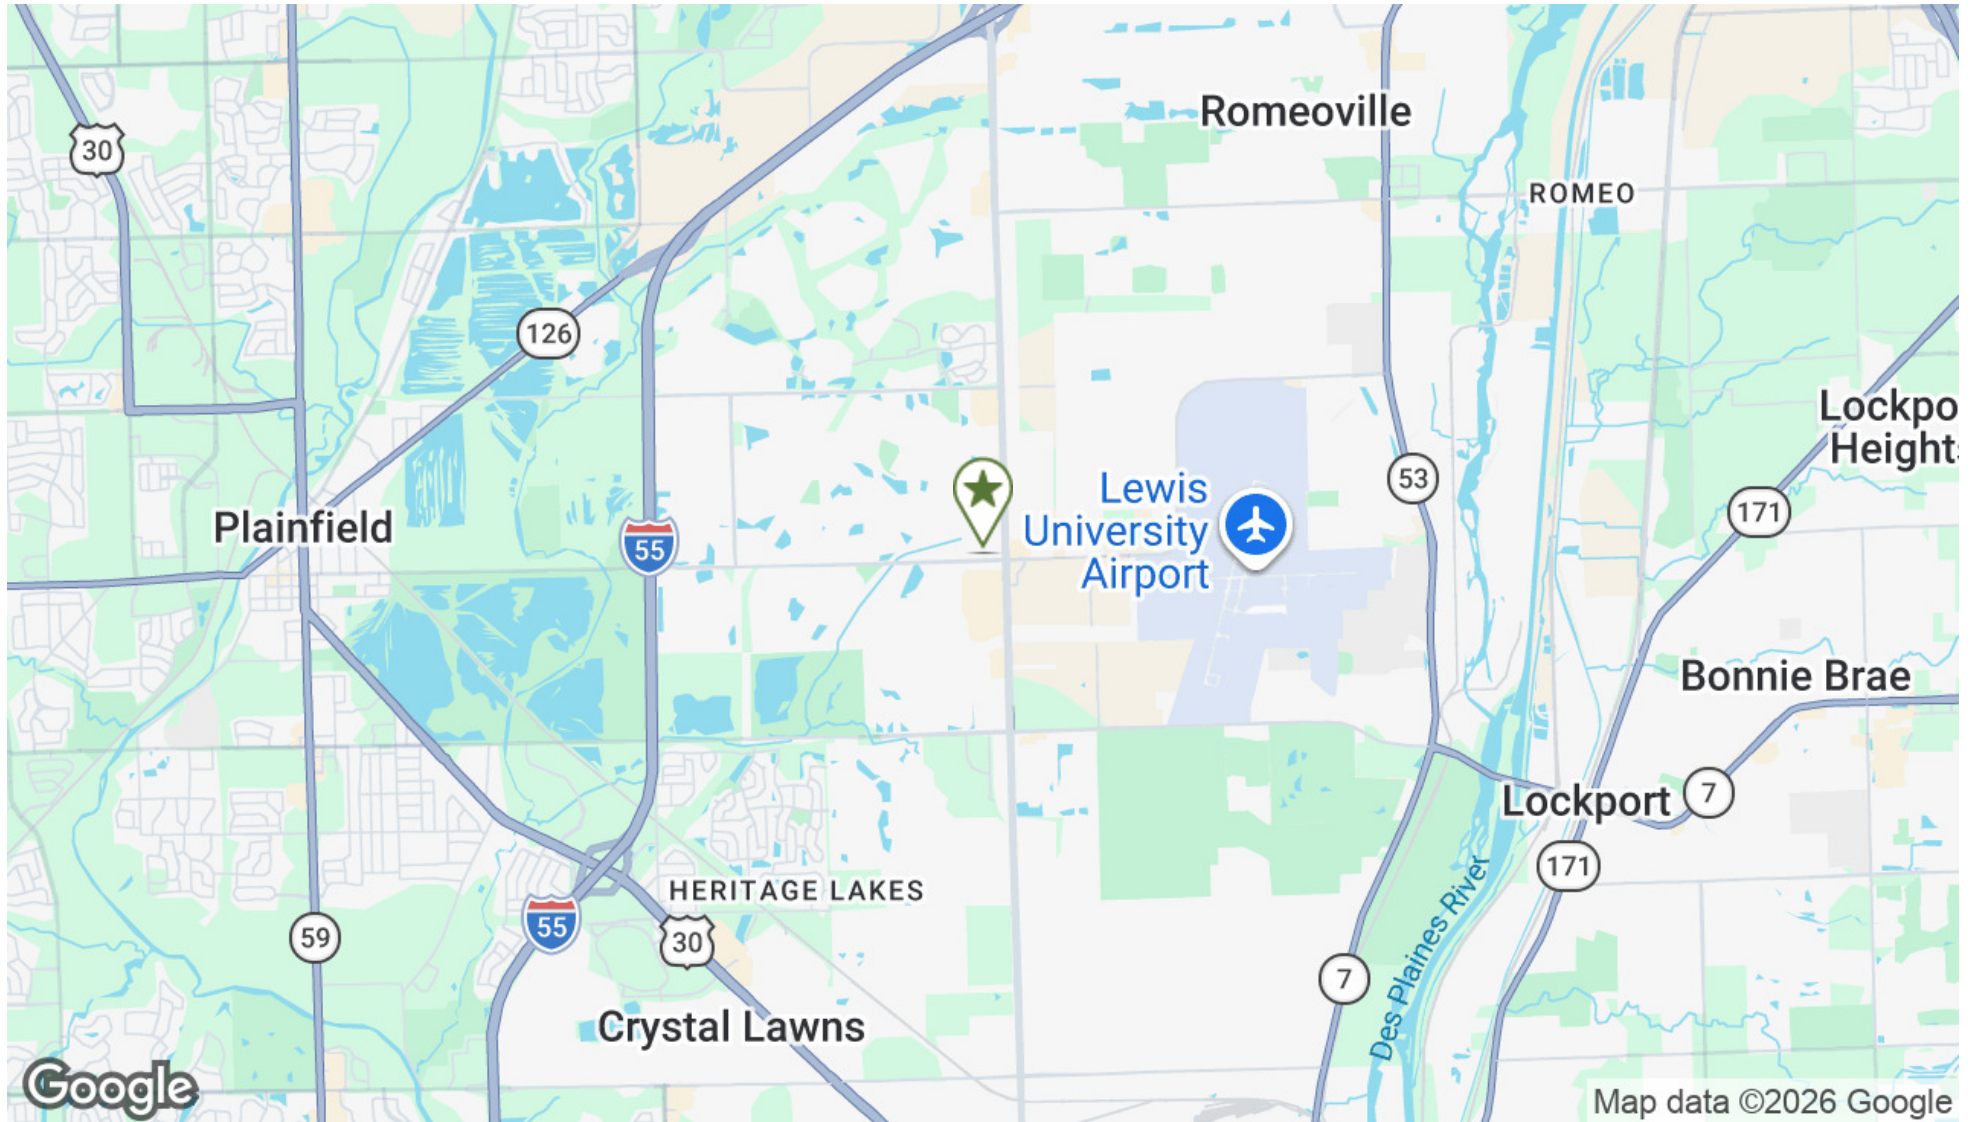 Romeoville
30
ROMEO
126
Lockpo
Height
Lewis
University
Airport
53
171
Plainfield
55
Bonnie Brae
Lockport
7
171
HERITAGE LAKES
55
30
59
7
Des Plaines River
Crystal Lawns
Google
Map data ©2026 Google